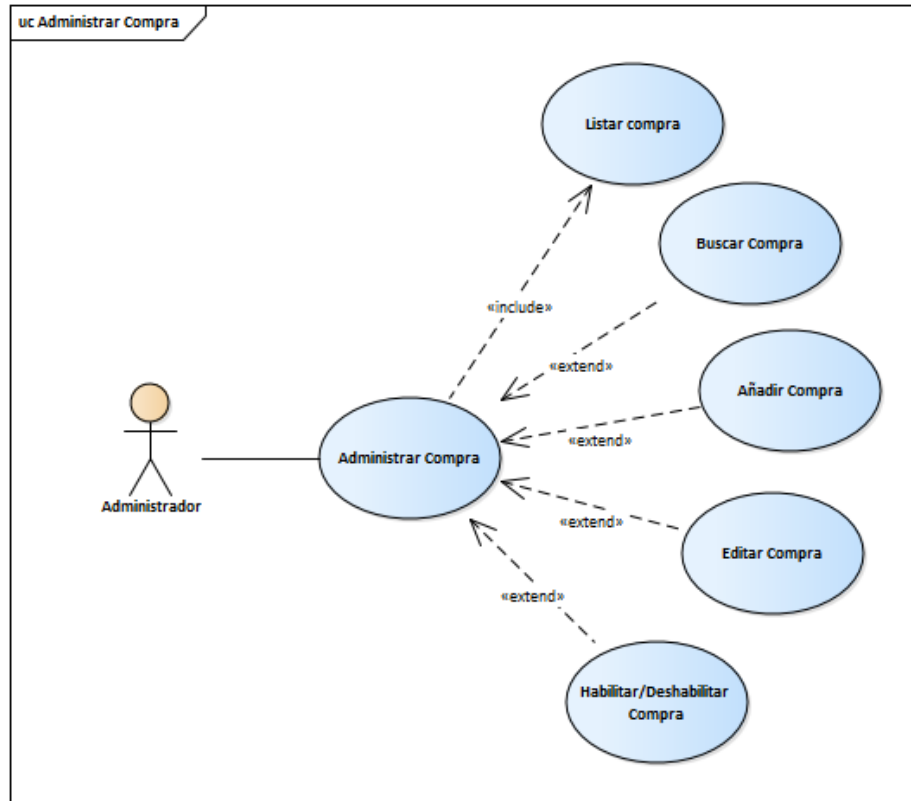 uc Administrar Compra
Listar compra
Buscar Compra
«include»
«extend»
Añadir Compra
«extend»
Administrar Compra
Administrador
«extend»
Editar Compra
«extend»
Habilitar/Deshabilitar
Compra